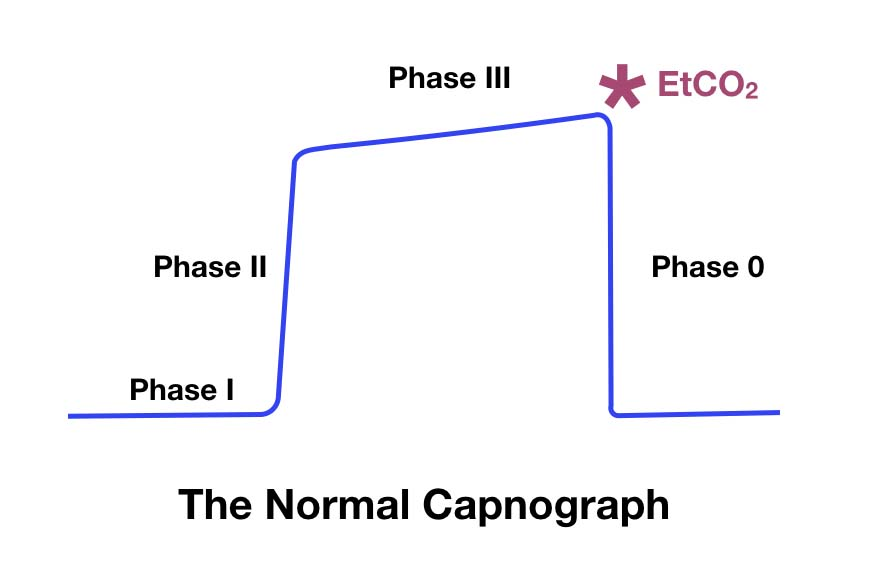 Phase III
EtCO₂
Phase II
Phase 0
Phase I
The Normal Capnograph